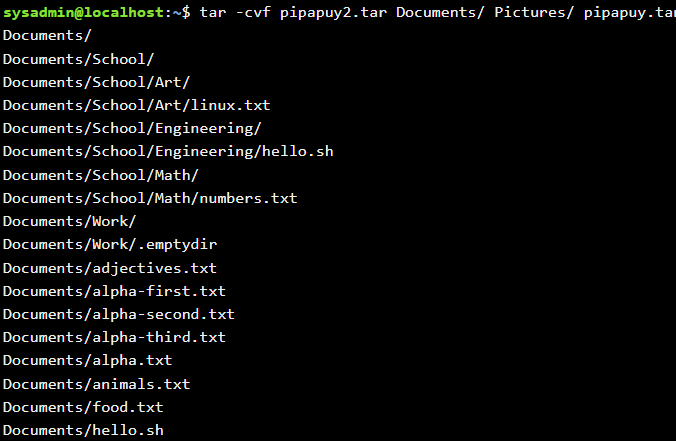 sysadmin@localhost:~$ tar -cvf pipapuy2.tar Documents/ Pictures/ pipapuy.tar
Documents/
Documents/School/
Documents/School/Art/
Documents/School/Art/linux.txt
Documents/School/Engineering/
Documents/School/Engineering/hello.sh
Documents/School/Math/
Documents/School/Math/numbers.txt
Documents/Work/
Documents/Work/.emptydir
Documents/adjectives.txt
Documents/alpha-first.txt
Documents/alpha-second.txt
Documents/alpha-third.txt
Documents/alpha.txt
Documents/animals.txt
Documents/food.txt
Documents/hello.sh